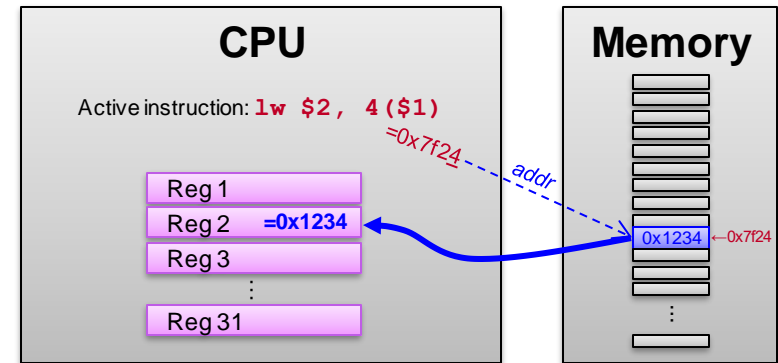 CPU
Active instruction: lw $2, 4($1)
=0x7f24
Reg 1
Reg 2 =0x1234
Reg 3
⋮
Reg 31
addr
Memory
0x1234 ←0x7f24
⋮